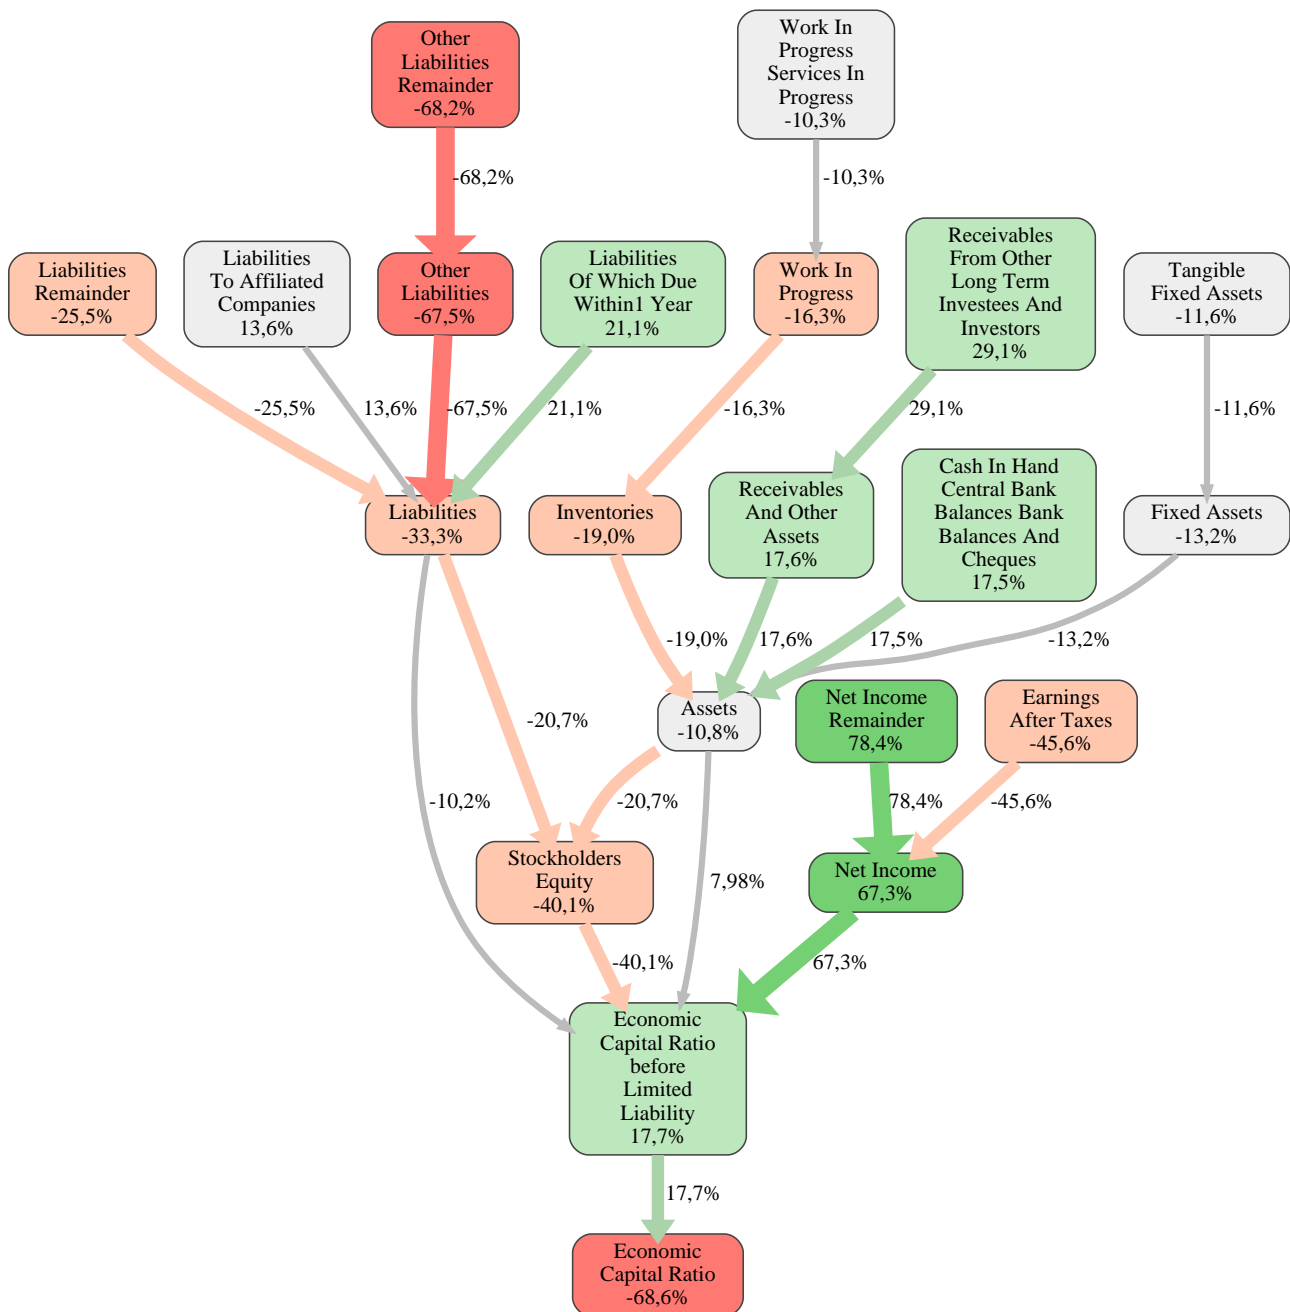 Other
Liabilities
Remainder
-68,2%
Work In
Progress
Services In
Progress
-10,3%
-68,2%
-10,3%
Liabilities
Remainder
-25,5%
Liabilities
To Affiliated
Companies
13,6%
Other
Liabilities
-67,5%
Liabilities
Of Which Due
Within1 Year
21,1%
Work In
Progress
-16,3%
Receivables
From Other
Long Term
Investees And
Investors
29,1%
Tangible
Fixed Assets
-11,6%
-25,5%
13,6%
-67,5%
21,1%
-16,3%
29,1%
-11,6%
Liabilities
-33,3%
Inventories
-19,0%
Receivables
And Other
Assets
17,6%
Cash In Hand
Central Bank
Balances Bank
Balances And
Cheques
17,5%
Fixed Assets
-13,2%
-19,0%
17,6%
17,5%
-13,2%
-20,7%
Assets
-10,8%
Net Income
Remainder
78,4%
Earnings
After Taxes
-45,6%
-10,2%
-20,7%
78,4%
-45,6%
Stockholders
Equity
-40,1%
7,98%
Net Income
67,3%
-40,1%
67,3%
Economic
Capital Ratio
before
Limited
Liability
17,7%
17,7%
Economic
Capital Ratio
-68,6%